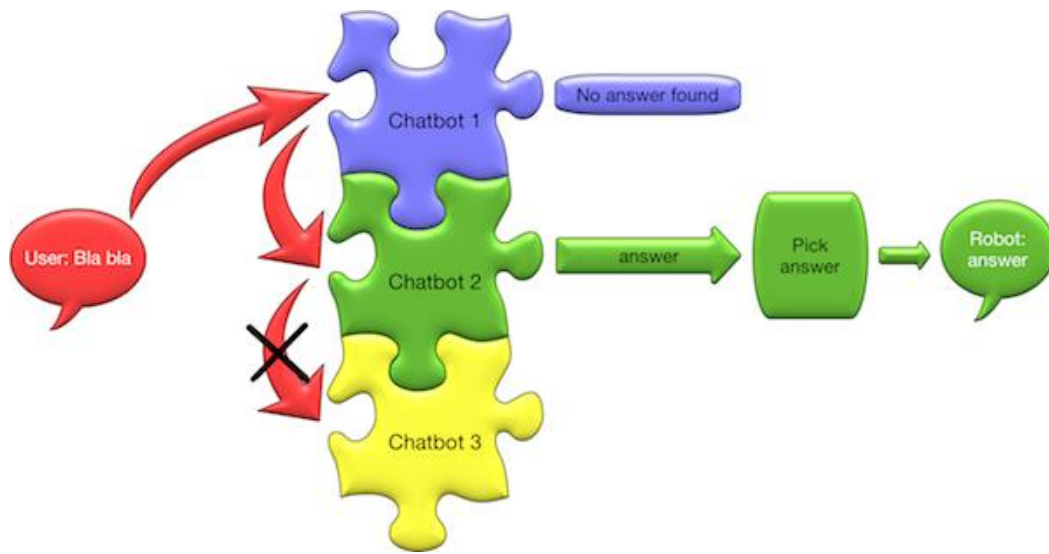 No answer found
Chatbot 1
User: Bla bla
Chatbot 2
answer
Pick
answer
Robot:
answer
Chatbot 3